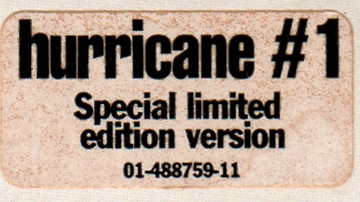 hurricane #1
Special limited
edition version
01-488759-11